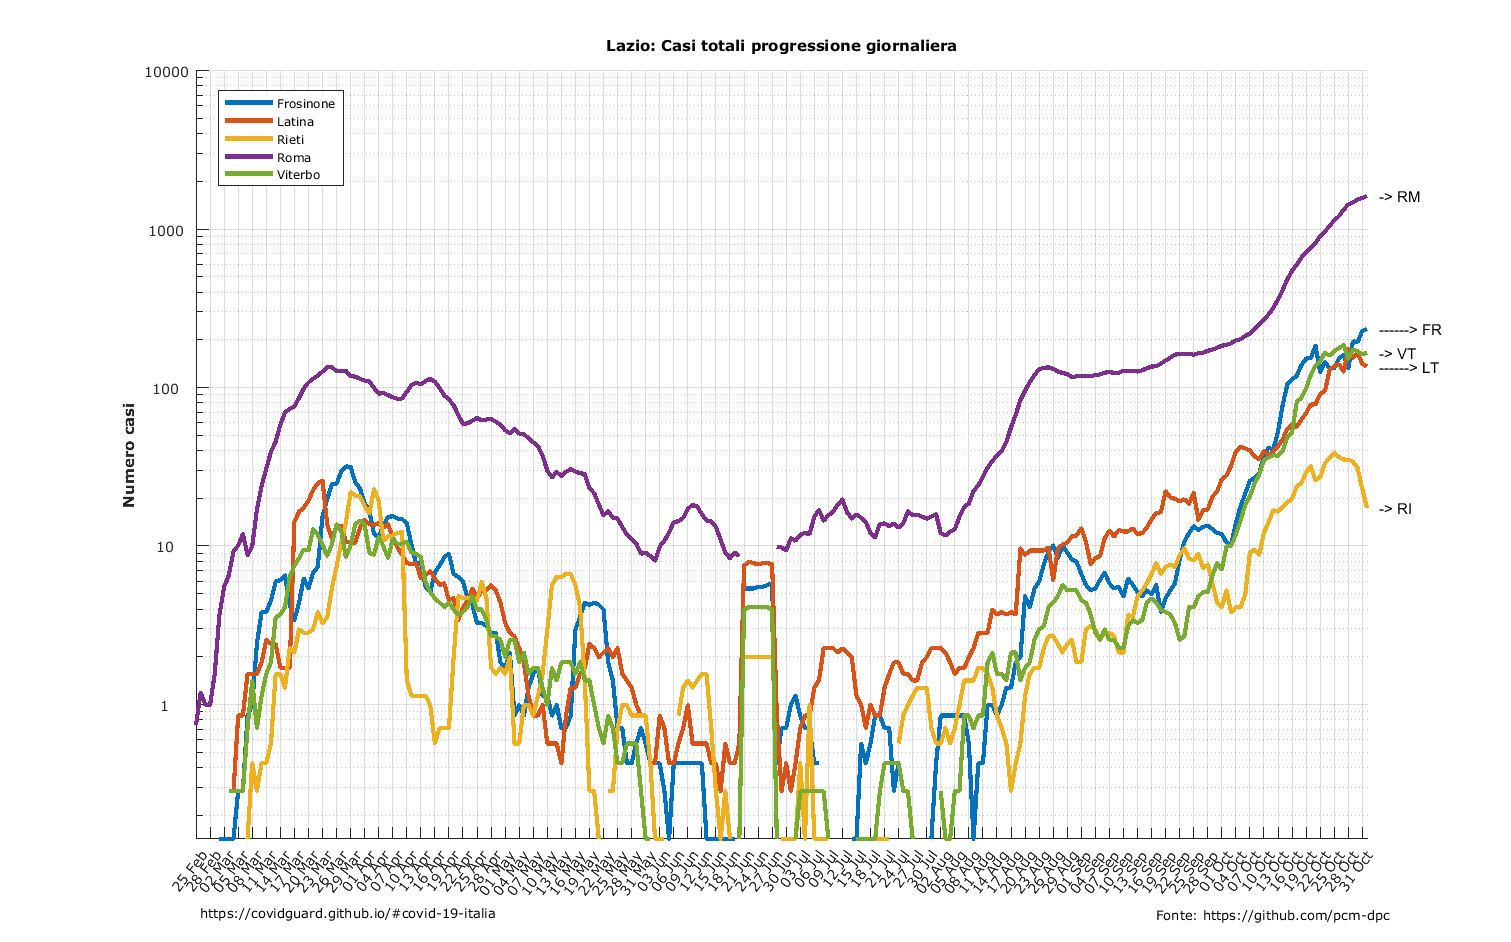 Lazio: Casi totali progressione giornaliera
10000
1000
100
10
1
Numero casi
Frosinone
Latina
Rieti
Roma
Viterbo
-> RM
------> FR
-> VT
------> LT
-> RI
25 Feb
28 Feb
02 Mar
05 Mar
08 Mar
11 Mar
14 Mar
17 Mar
20 Mar
23 Mar
26 Mar
29 Mar
01 Apr
04 Apr
07 Apr
10 Apr
13 Apr
16 Apr
19 Apr
22 Apr
25 Apr
28 Apr
01 May
04 May
07 May
10 May
13 May
16 May
19 May
22 May
25 May
28 May
31 May
03 Jun
06 Jun
09 Jun
12 Jun
15 Jun
18 Jun
21 Jun
24 Jun
27 Jun
30 Jun
03 Jul
06 Jul
09 Jul
12 Jul
15 Jul
18 Jul
21 Jul
24 Jul
27 Jul
30 Jul
02 Aug
05 Aug
08 Aug
11 Aug
14 Aug
17 Aug
20 Aug
23 Aug
26 Aug
29 Aug
01 Sep
04 Sep
07 Sep
10 Sep
13 Sep
16 Sep
19 Sep
22 Sep
25 Sep
28 Sep
01 Oct
04 Oct
07 Oct
10 Oct
13 Oct
16 Oct
19 Oct
22 Oct
25 Oct
28 Oct
31 Oct
https://covidguard.github.io/#covid-19-italia
Fonte: https://github.com/pcm-dpc